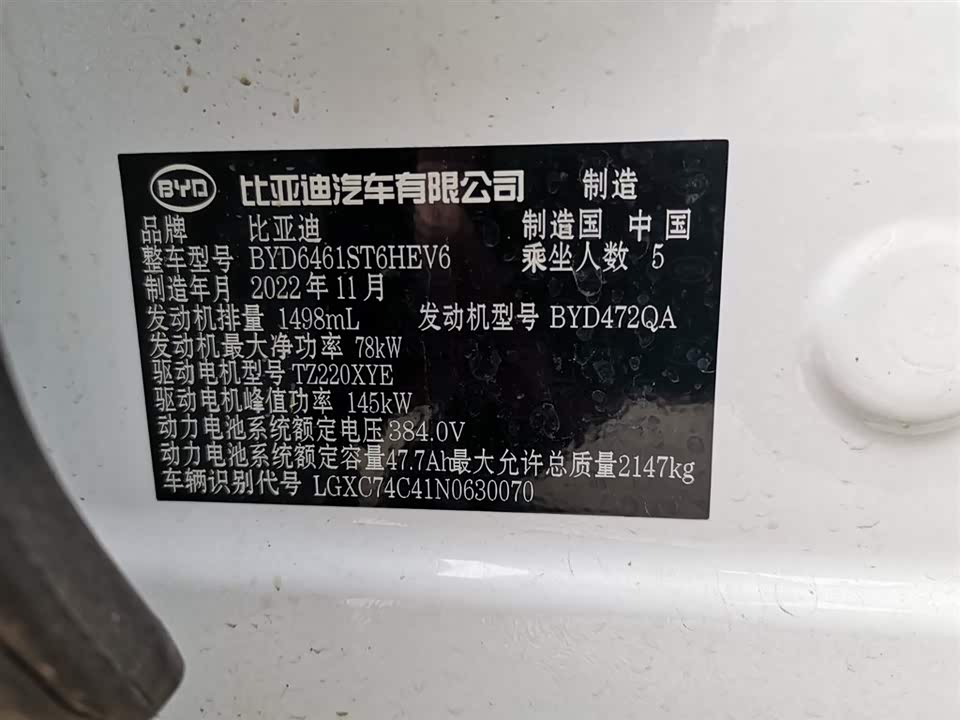 BYD 比亚迪汽车有限公司 制造
品牌 比亚迪 制造国 中国
整车型号 BYD6461ST6HEV6 乘坐人数 5
制造年月 2022年11月
发动机排量 1498mL 发动机型号 BYD472QA
发动机最大净功率 78kW
驱动电机型号 TZ220XYE
驱动电机峰值功率 145kW
动力电池系统额定电压 384.0V
动力电池系统额定容量 47.7Ah 最大允许总质量 2147kg
车辆识别代号 LGXC74C41N0630070